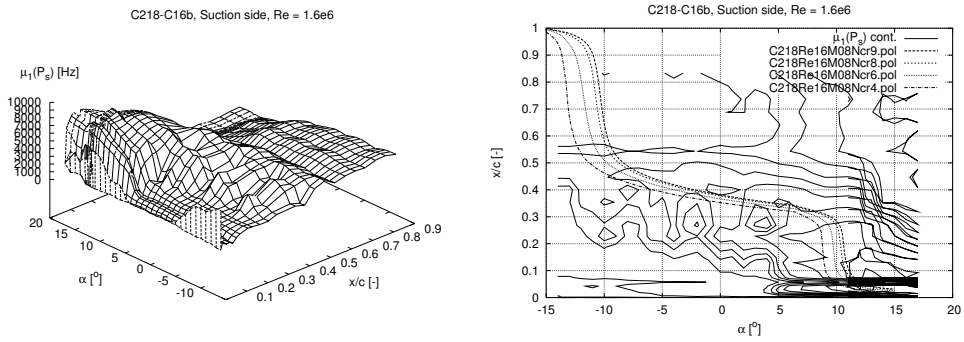 C218-C16b, Suction side, Re = 1.6e6
μ1(Ps) [Hz]
10000
9000
8000
7000
6000
5000
4000
3000
2000
1000
0
20
15
10
5
0
-5
-10
α [°]
0.1
0.2
0.3
0.4
0.5
0.6
0.7
0.8
0.9
x/c [-]
C218-C16b, Suction side, Re = 1.6e6
μ1(Ps) cont.
C218Re16M08Ncr9.pol
C218Re16M08Ncr8.pol
C218Re16M08Ncr6.pol
C218Re16M08Ncr4.pol
1
0.9
0.8
0.7
0.6
0.5
0.4
0.3
0.2
0.1
0
x/c [-]
-15 -10 -5 0 5 10 15 20
α [°]